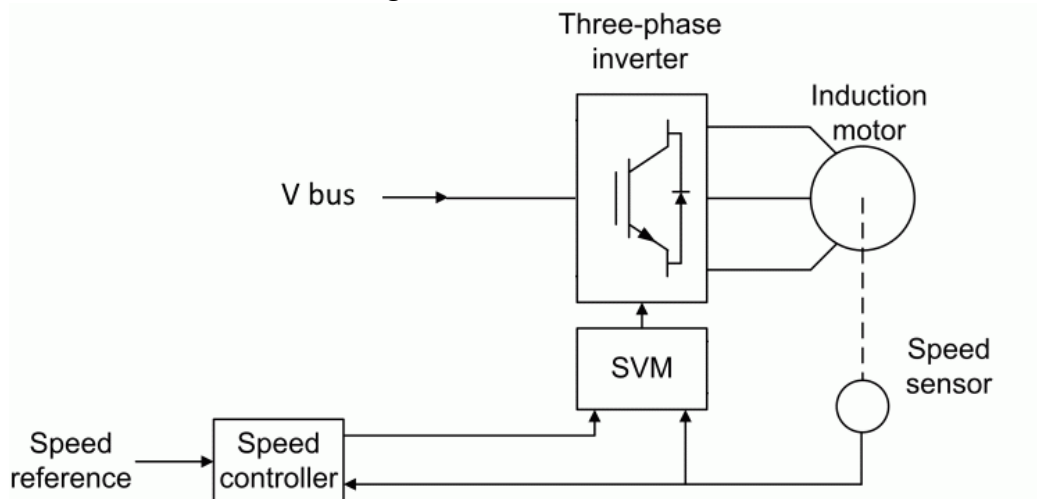 Three-phase
inverter
Induction
motor
V bus
SVM
Speed
sensor
Speed
reference
Speed
controller